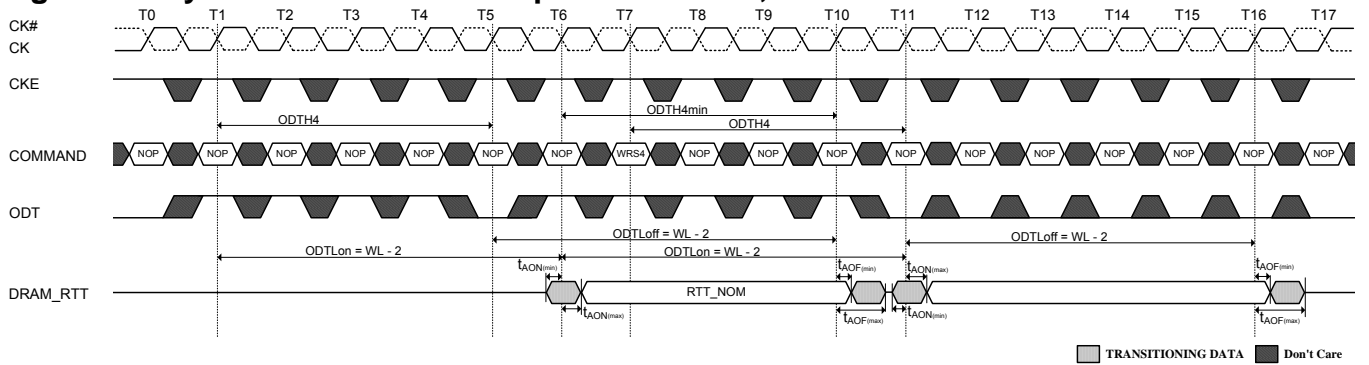 T0 T1 T2 T3 T4 T5 T6 T7 T8 T9 T10 T11 T12 T13 T14 T15 T16 T17
CK#
CK
CKE
ODTH4min
ODTH4 ODTH4
COMMAND NOP NOP NOP NOP NOP NOP NOP WRS4 NOP NOP NOP NOP NOP NOP NOP NOP NOP NOP
ODT
ODTLoff = WL - 2 ODTLoff = WL - 2
ODTLon = WL - 2 ODTLon = WL - 2
tAON(min) tAOF(min) tAON(max) tAOF(min)
DRAM_RTT RTT_NOM
tAON(max) tAOF(max) tAON(min) tAOF(max)
TRANSITIONING DATA Don't Care